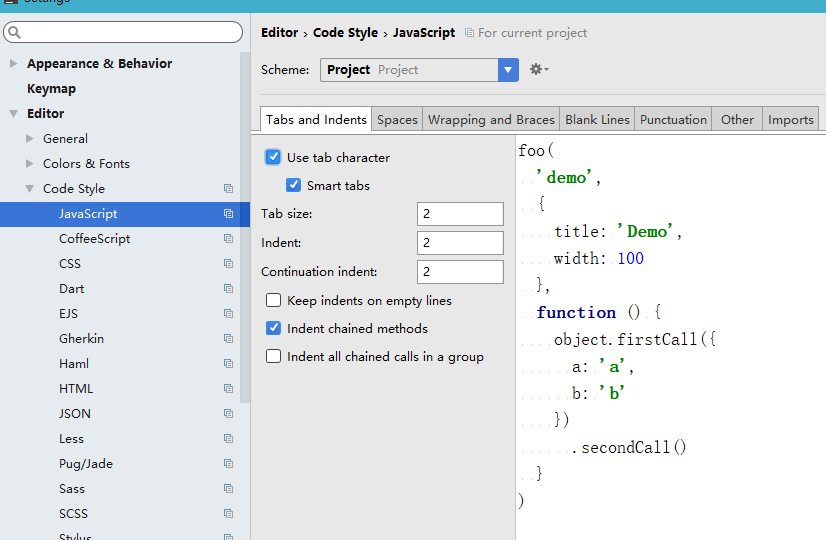 Settings
Editor › Code Style › JavaScript For current project
Scheme: Project Project
Appearance & Behavior
Keymap
Editor
General
Colors & Fonts
Code Style
JavaScript
CoffeeScript
CSS
Dart
EJS
Gherkin
Haml
HTML
JSON
Less
Pug/Jade
Sass
SCSS
Stylus
Tabs and Indents Spaces Wrapping and Braces Blank Lines Punctuation Other Imports
Use tab character
Smart tabs
Tab size: 2
Indent: 2
Continuation indent: 2
Keep indents on empty lines
Indent chained methods
Indent all chained calls in a group
foo(
'demo',
{
title: 'Demo',
width: 100
},
function () {
object.firstCall({
a: 'a',
b: 'b'
})
.secondCall()
}
)